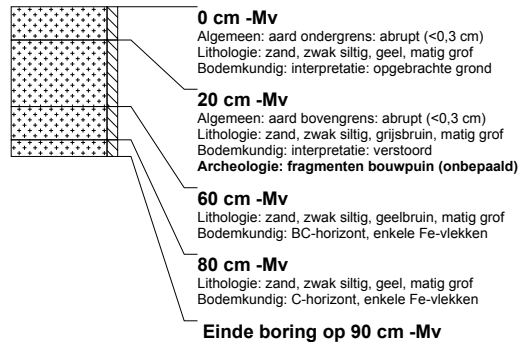 0 cm -Mv
Algemeen: aard ondergrens: abrupt (<0,3 cm)
Lithologie: zand, zwak siltig, geel, matig grof
Bodemkundig: interpretatie: opgebrachte grond
20 cm -Mv
Algemeen: aard bovengrens: abrupt (<0,3 cm)
Lithologie: zand, zwak siltig, grijsbruin, matig grof
Bodemkundig: interpretatie: verstoord
Archeologie: fragmenten bouwpuin (onbepaald)
60 cm -Mv
Lithologie: zand, zwak siltig, geelbruin, matig grof
Bodemkundig: BC-horizont, enkele Fe-vlekken
80 cm -Mv
Lithologie: zand, zwak siltig, geel, matig grof
Bodemkundig: C-horizont, enkele Fe-vlekken
Einde boring op 90 cm -Mv